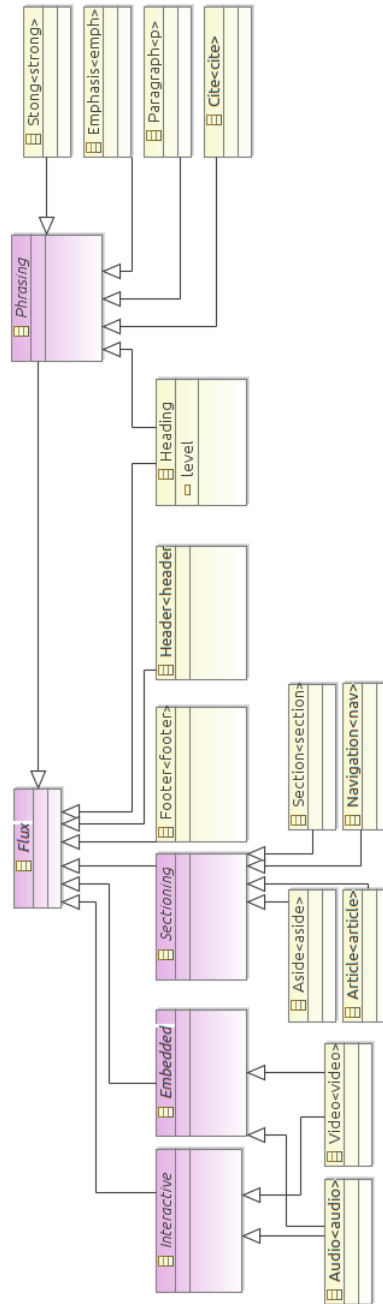 Stong<strong>
Emphasis<emph>
Paragraph<p>
Cite<cite>
Phrasing
Heading
level
Header<header
Footer<footer>
Flux
Section<section>
Navigation<nav>
Sectioning
Aside<aside>
Article<article>
Embedded
Interactive
Video<video>
Audio<audio>